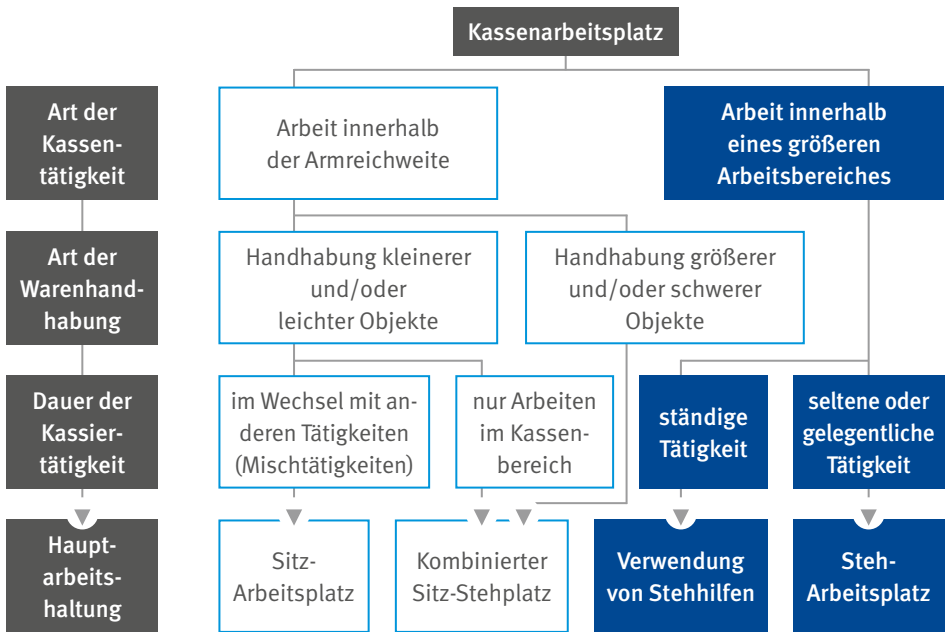 Kassenarbeitsplatz
Art der
Kassen-
tätigkeit
Arbeit innerhalb
der Armreichweite
Arbeit innerhalb
eines größeren
Arbeitsbereiches
Art der
Warenhand-
habung
Handhabung kleinerer
und/oder
leichter Objekte
Handhabung größerer
und/oder schwerer
Objekte
Dauer der
Kassier-
tätigkeit
im Wechsel mit an-
deren Tätigkeiten
(Mischtätigkeiten)
nur Arbeiten
im Kassen-
bereich
ständige
Tätigkeit
seltene oder
gelegentliche
Tätigkeit
Haupt-
arbeits-
haltung
Sitz-
Arbeitsplatz
Kombinierter
Sitz-Stehplatz
Verwendung
von Stehhilfen
Steh-
Arbeitsplatz